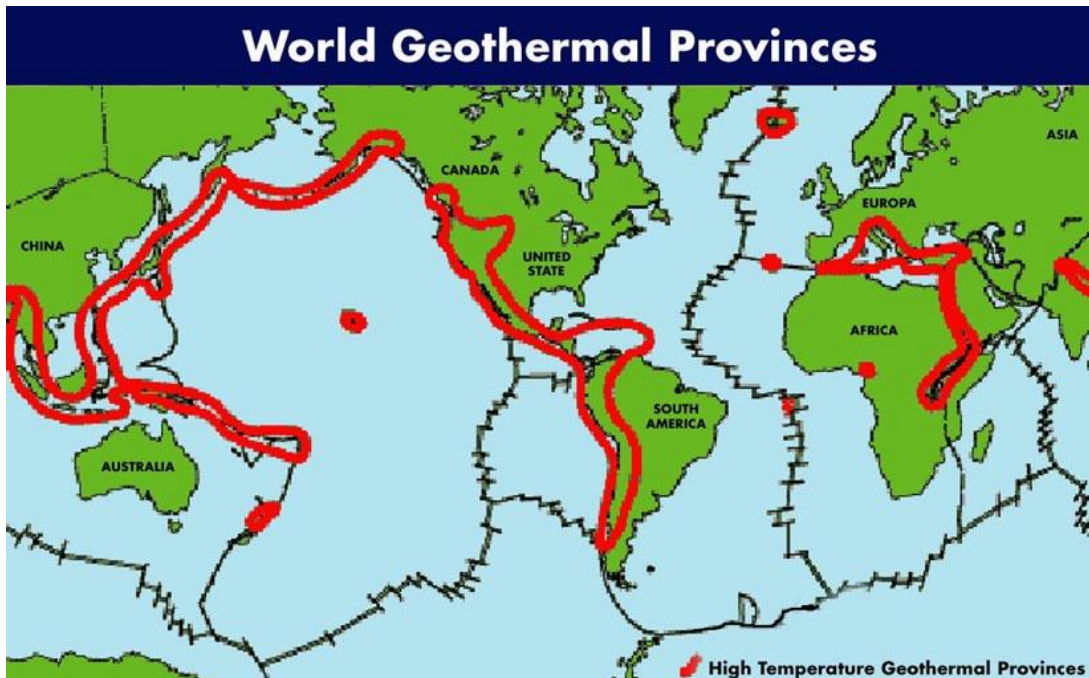 World Geothermal Provinces
ASIA
CANADA
EUROPA
CHINA
UNITED
STATE
AFRICA
SOUTH
AMERICA
AUSTRALIA
High Temperature Geothermal Provinces